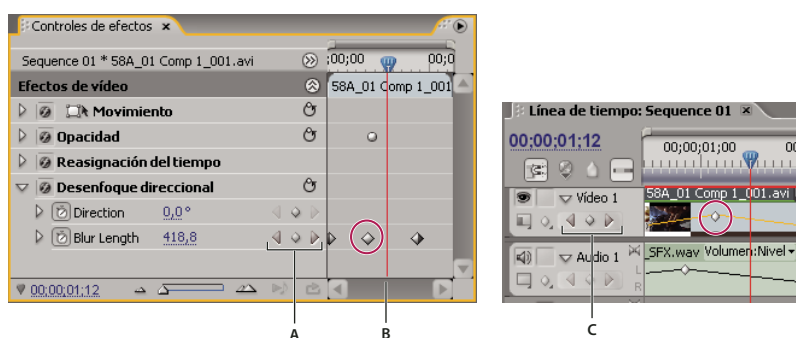 Controles de efectos ×
Sequence 01 * 58A_01 Comp 1_001.avi
;00;00 00;0
Efectos de vídeo
58A_01 Comp 1_001
Movimiento
Opacidad
Reasignación del tiempo
Desenfoque direccional
Direction 0,0°
Blur Length 418,8
00;00;01;12
A
B
Línea de tiempo: Sequence 01 ×
00;00;01;12
00;00;01;00 00
Vídeo 1
58A_01 Comp 1_001.avi
Audio 1
_SFX.wav Volumen:Nivel
L
R
C